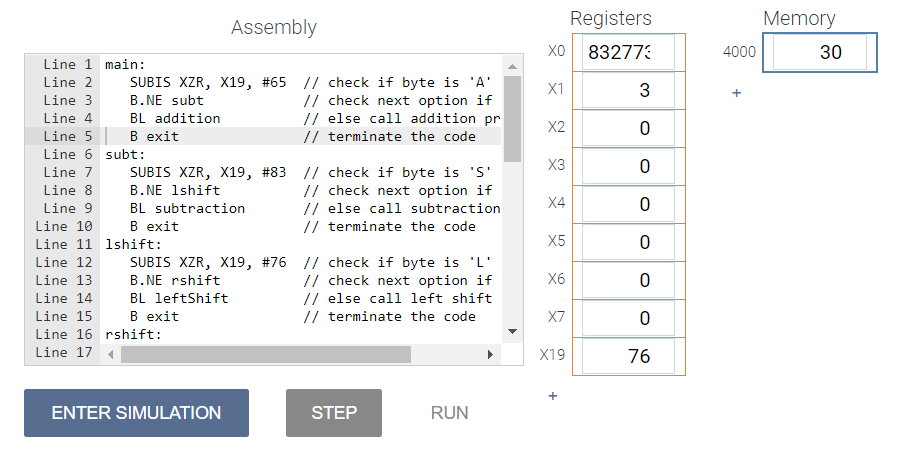 Assembly
Line 1 main:
Line 2 SUBIS XZR, X19, #65 // check if byte is 'A'
Line 3 B.NE subt // check next option if
Line 4 BL addition // else call addition pr
Line 5 B exit // terminate the code
Line 6 subt:
Line 7 SUBIS XZR, X19, #83 // check if byte is 'S'
Line 8 B.NE lshift // check next option if
Line 9 BL subtraction // else call subtraction
Line 10 B exit // terminate the code
Line 11 lshift:
Line 12 SUBIS XZR, X19, #76 // check if byte is 'L'
Line 13 B.NE rshift // check next option if
Line 14 BL leftShift // else call left shift
Line 15 B exit // terminate the code
Line 16 rshift:
Line 17
ENTER SIMULATION STEP RUN
Registers
X0 832773
X1 3
X2 0
X3 0
X4 0
X5 0
X6 0
X7 0
X19 76
+
Memory
4000 30
+